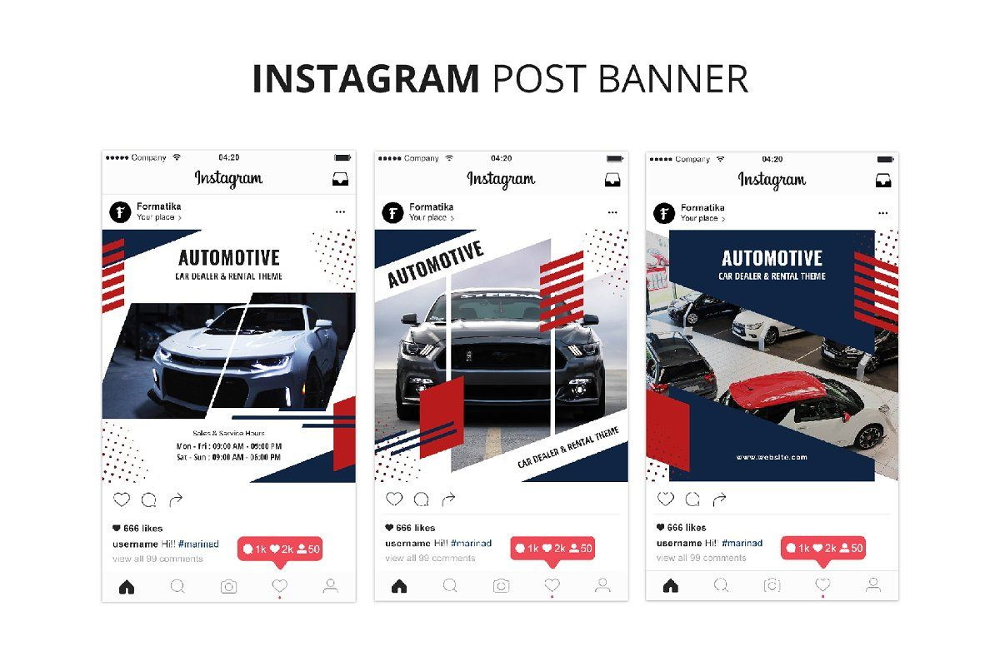 INSTAGRAM POST BANNER
Company 04:20
Instagram
Formatika
Your place >
AUTOMOTIVE
CAR DEALER & RENTAL THEME
Sales & Service Hours
Mon - Fri : 09:00 AM - 09:00 PM
Sat - Sun : 09:00 AM - 06:00 PM
666 likes
username Hi!! #marinad
view all 99 comments
1k 2k 50
Company 04:20
Instagram
Formatika
Your place >
AUTOMOTIVE
CAR DEALER & RENTAL THEME
666 likes
username Hi!! #marinad
view all 99 comments
1k 2k 50
Company 04:20
Instagram
Formatika
Your place >
AUTOMOTIVE
CAR DEALER & RENTAL THEME
www.website.com
666 likes
username Hi!! #marinad
view all 99 comments
1k 2k 50